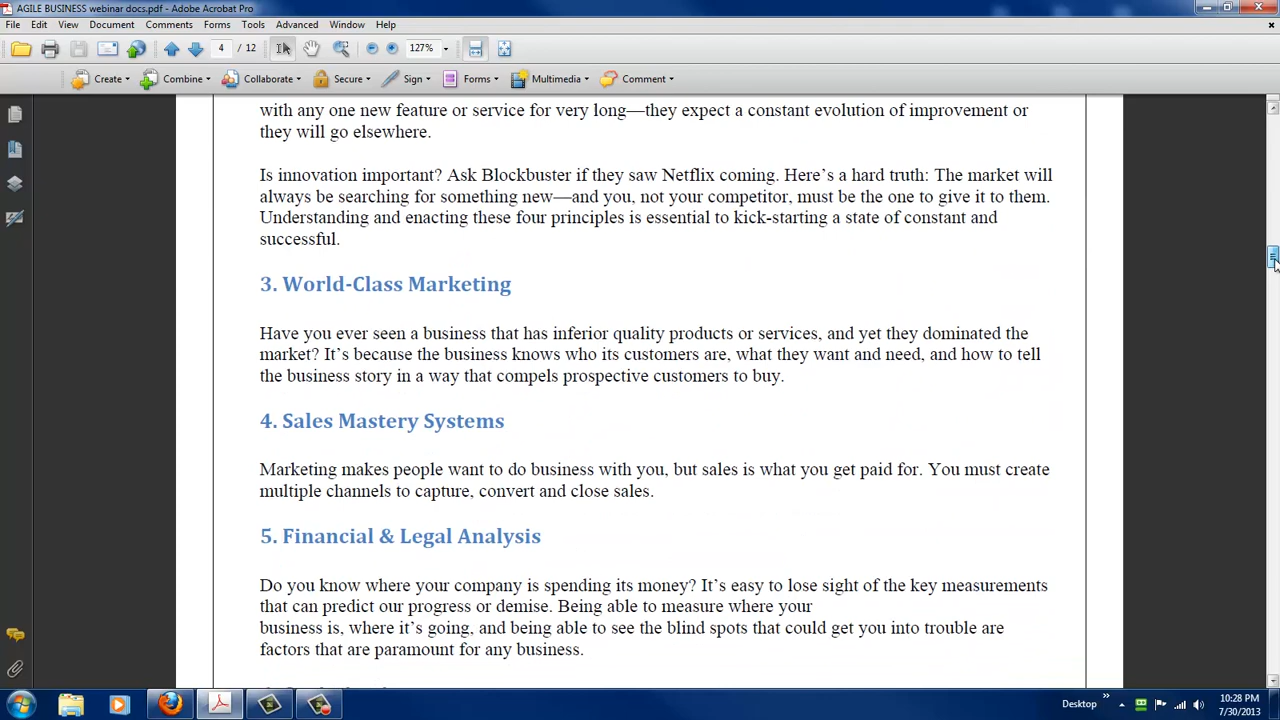 AGILE BUSINESS webinar docs.pdf - Adobe Acrobat Pro
File Edit View Document Comments Forms Tools Advanced Window Help
4 / 12 127%
Create Combine Collaborate Secure Sign Forms Multimedia Comment
with any one new feature or service for very long—they expect a constant evolution of improvement or
they will go elsewhere.
Is innovation important? Ask Blockbuster if they saw Netflix coming. Here's a hard truth: The market will
always be searching for something new—and you, not your competitor, must be the one to give it to them.
Understanding and enacting these four principles is essential to kick-starting a state of constant and
successful.
3. World-Class Marketing
Have you ever seen a business that has inferior quality products or services, and yet they dominated the
market? It's because the business knows who its customers are, what they want and need, and how to tell
the business story in a way that compels prospective customers to buy.
4. Sales Mastery Systems
Marketing makes people want to do business with you, but sales is what you get paid for. You must create
multiple channels to capture, convert and close sales.
5. Financial & Legal Analysis
Do you know where your company is spending its money? It's easy to lose sight of the key measurements
that can predict our progress or demise. Being able to measure where your
business is, where it's going, and being able to see the blind spots that could get you into trouble are
factors that are paramount for any business.
Desktop
10:28 PM
7/30/2013